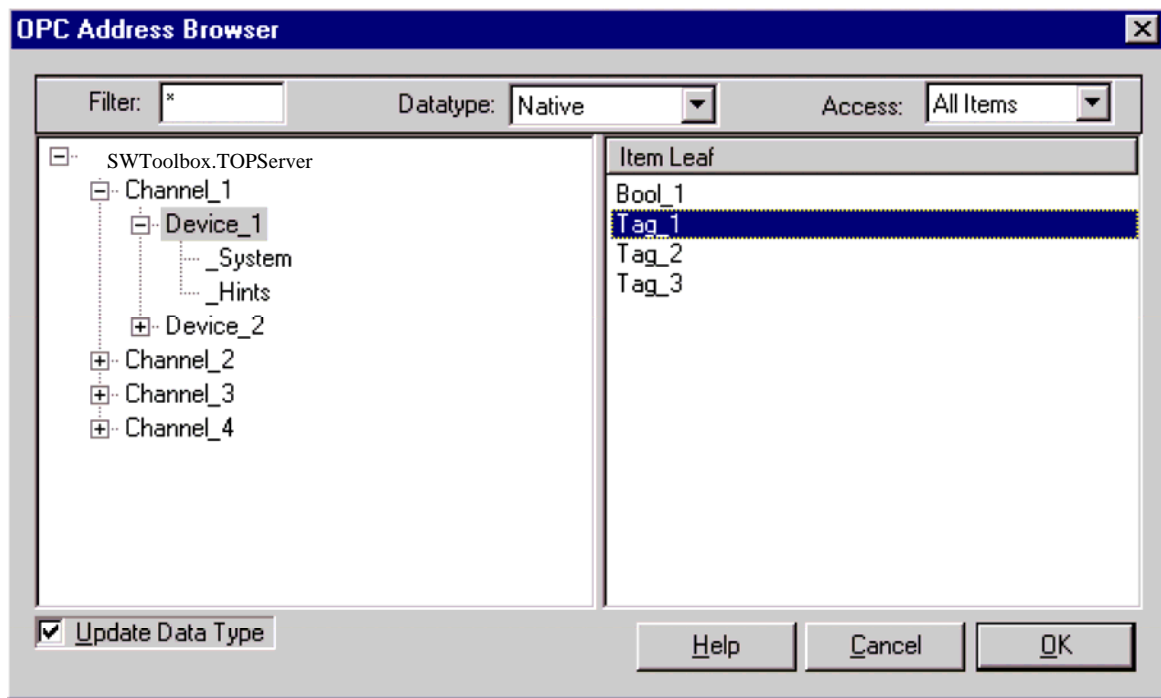 OPC Address Browser
Filter: * Datatype: Native Access: All Items
SWToolbox.TOPServer
Channel_1
Device_1
_System
_Hints
Device_2
Channel_2
Channel_3
Channel_4
Item Leaf
Bool_1
Tag_1
Tag_2
Tag_3
Update Data Type
Help Cancel OK